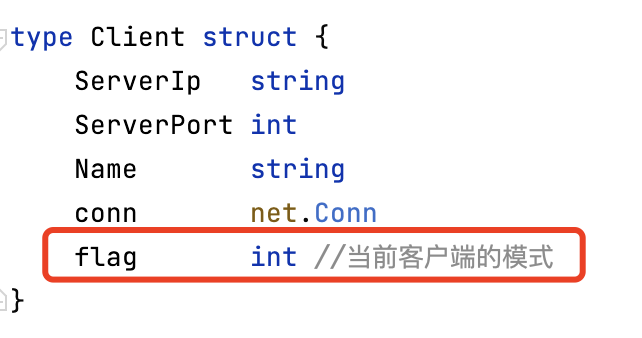 type Client struct {
    ServerIp   string
    ServerPort int
    Name       string
    conn       net.Conn
    flag       int //当前客户端的模式
}